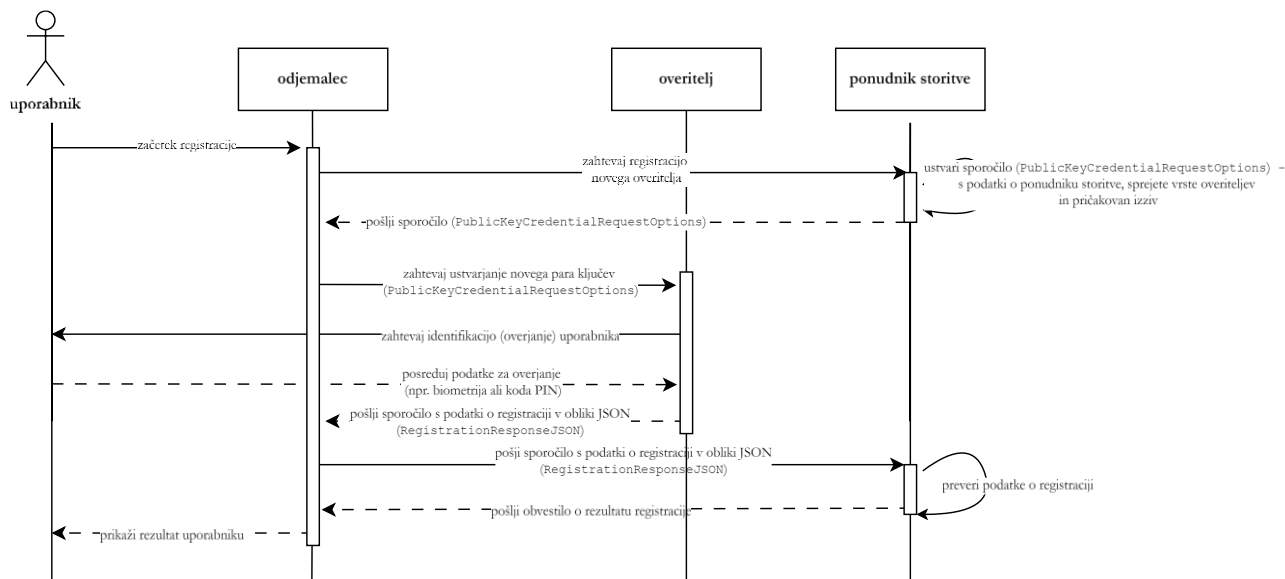 uporabnik
odjemalec
overitelj
ponudnik storitve
začetek registracije
zahtevaj registracijo
novega overitelja
ustvari sporočilo (PublicKeyCredentialRequestOptions) -
s podatki o ponudniku storitve, sprejete vrste overiteljev
in pričakovan izziv
pošlji sporočilo (PublicKeyCredentialRequestOptions)
zahtevaj ustvarjanje novega para ključev
(PublicKeyCredentialRequestOptions)
zahtevaj identifikacijo (overjanje) uporabnika
posreduj podatke za overjanje
(npr. biometrija ali koda PIN)
pošlji sporočilo s podatki o registraciji v obliki JSON
(RegistrationResponseJSON)
pošji sporočilo s podatki o registraciji v obliki JSON
(RegistrationResponseJSON)
preveri podatke o registraciji
pošlji obvestilo o rezultatu registracije
prikaži rezultat uporabniku